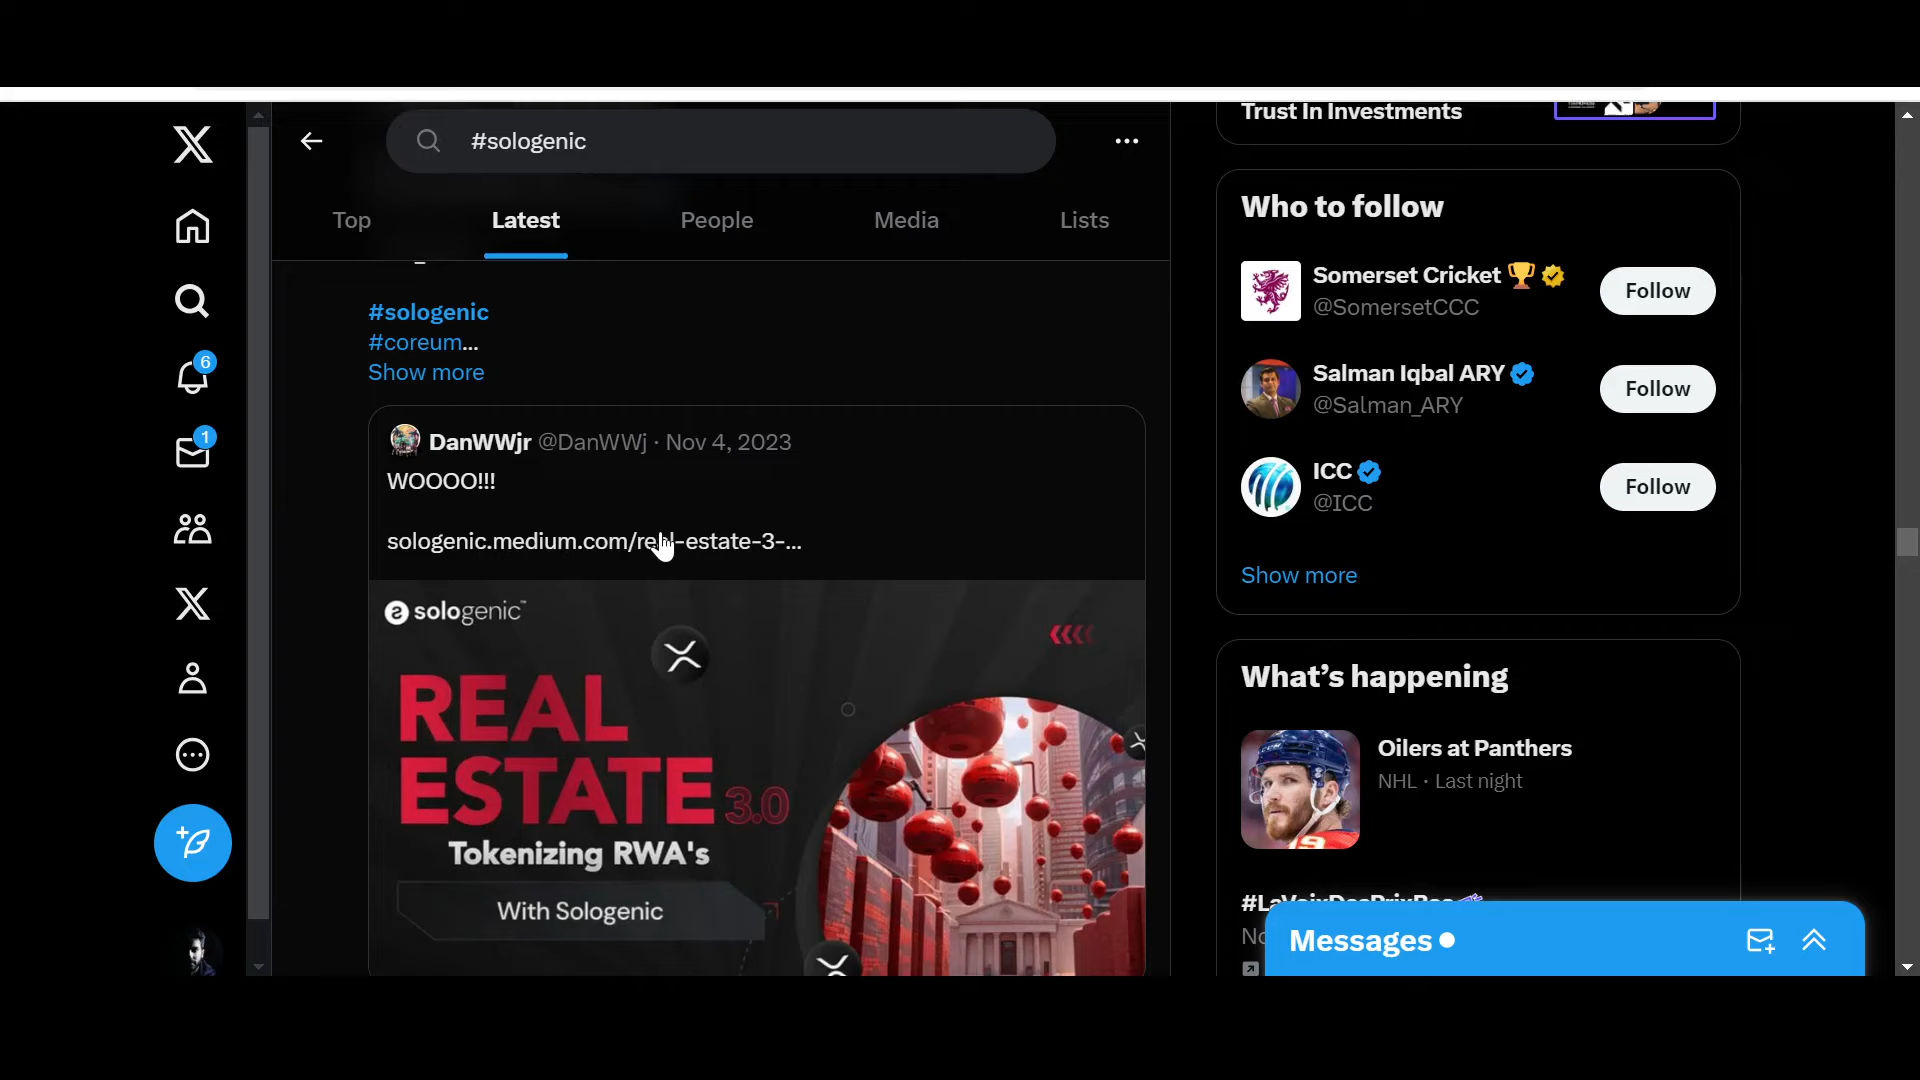 #sologenic
Top
Latest
People
Media
Lists
#sologenic
#coreum...
Show more
DanWWjr @DanWWj · Nov 4, 2023
WOOOO!!!
sologenic.medium.com/real-estate-3-...
sologenic™
REAL
ESTATE 3.0
Tokenizing RWA's
With Sologenic
6
1
Trust In Investments
Who to follow
Somerset Cricket
@SomersetCCC
Follow
Salman Iqbal ARY
@Salman_ARY
Follow
ICC
@ICC
Follow
Show more
What's happening
Oilers at Panthers
NHL · Last night
Messages